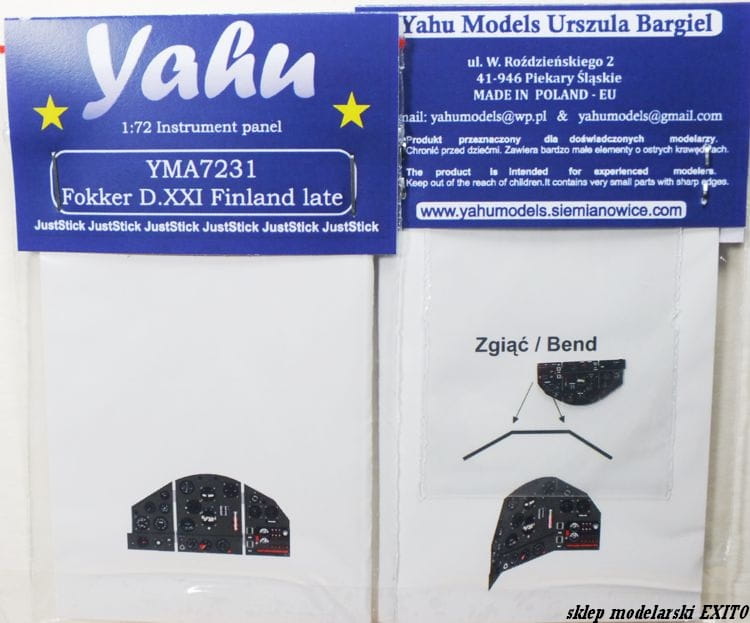 Yahu
1:72 Instrument panel
YMA7231
Fokker D.XXI Finland late
JustStick JustStick JustStick JustStick JustStick JustStick
Yahu Models Urszula Bargiel
ul. W. Roździeńskiego 2
41-946 Piekary Śląskie
MADE IN POLAND - EU
mail: yahumodels@wp.pl & yahumodels@gmail.com
Produkt przeznaczony dla doświadczonych modelarzy.
Chronić przed dziećmi. Zawiera bardzo małe elementy o ostrych krawędziach.
The product is intended for experienced modelers.
Keep out of the reach of children.It contains very small parts with sharp edges.
www.yahumodels.siemianowice.com
Zgiąć / Bend
sklep modelarski EXITO